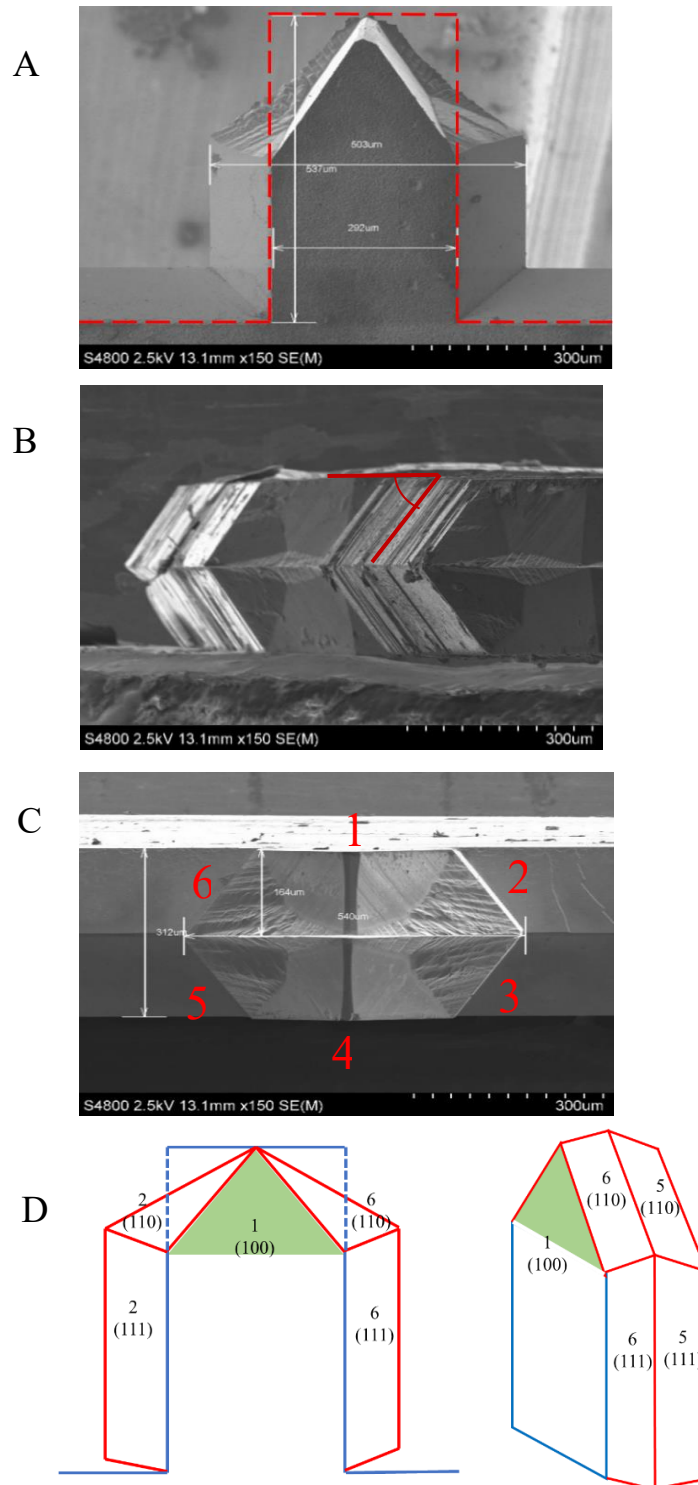 A
503um
537um
292um
S4800 2.5kV 13.1mm x150 SE(M)
300um
B
S4800 2.5kV 13.1mm x150 SE(M)
300um
C
1
6
2
164um
540um
312um
5
3
4
S4800 2.5kV 13.1mm x150 SE(M)
300um
D
2
(110)
6
(110)
1
(100)
2
(111)
6
(111)
6
(110)
5
(110)
1
(100)
6
(111)
5
(111)